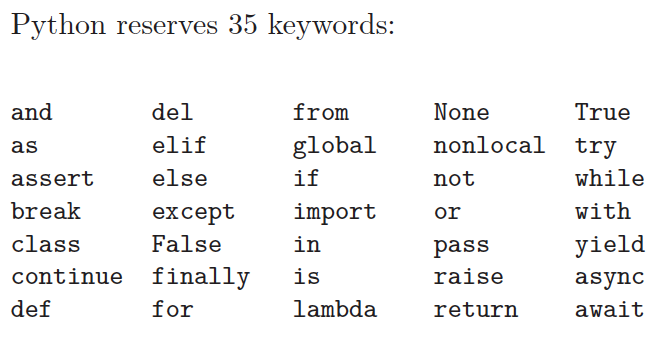 Python reserves 35 keywords:
and del from None True
as elif global nonlocal try
assert else if not while
break except import or with
class False in pass yield
continue finally is raise async
def for lambda return await